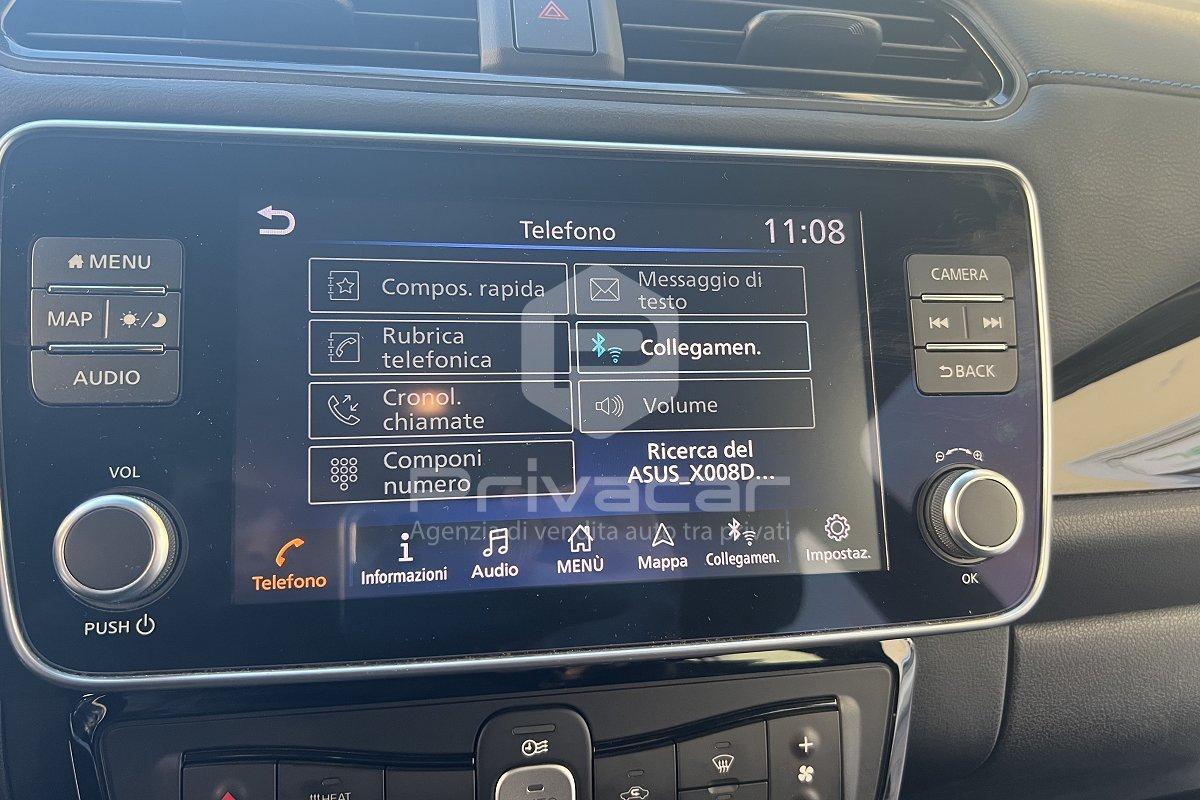 MENU
MAP
AUDIO
VOL
PUSH
Telefono
11:08
Compos. rapida
Messaggio di
testo
Rubrica
telefonica
Collegamen.
Cronol.
chiamate
Volume
Componi
numero
Ricerca del
ASUS_X008D...
Privacar
Agenzia di vendita auto tra privati
Telefono
Informazioni
Audio
MENÙ
Mappa
Collegamen.
Impostaz.
CAMERA
BACK
OK
HEAT